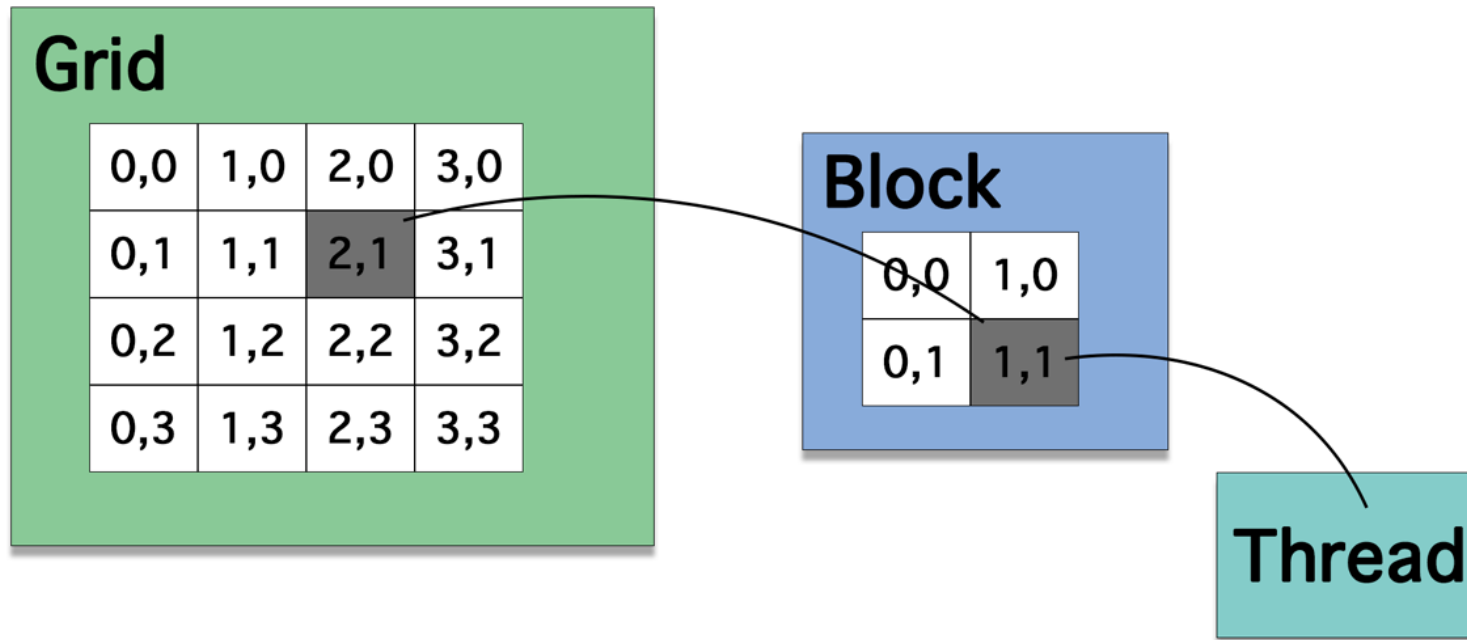 Grid
0,0 1,0 2,0 3,0
0,1 1,1 2,1 3,1
0,2 1,2 2,2 3,2
0,3 1,3 2,3 3,3
Block
0,0 1,0
0,1 1,1
Thread